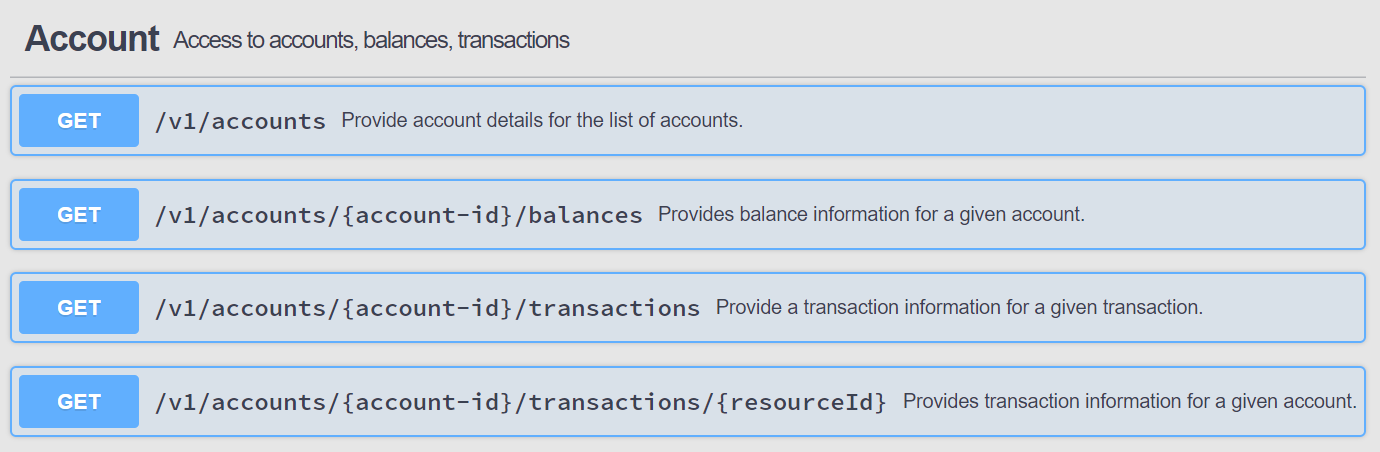 Account Access to accounts, balances, transactions
GET /v1/accounts Provide account details for the list of accounts.
GET /v1/accounts/{account-id}/balances Provides balance information for a given account.
GET /v1/accounts/{account-id}/transactions Provide a transaction information for a given transaction.
GET /v1/accounts/{account-id}/transactions/{resourceId} Provides transaction information for a given account.